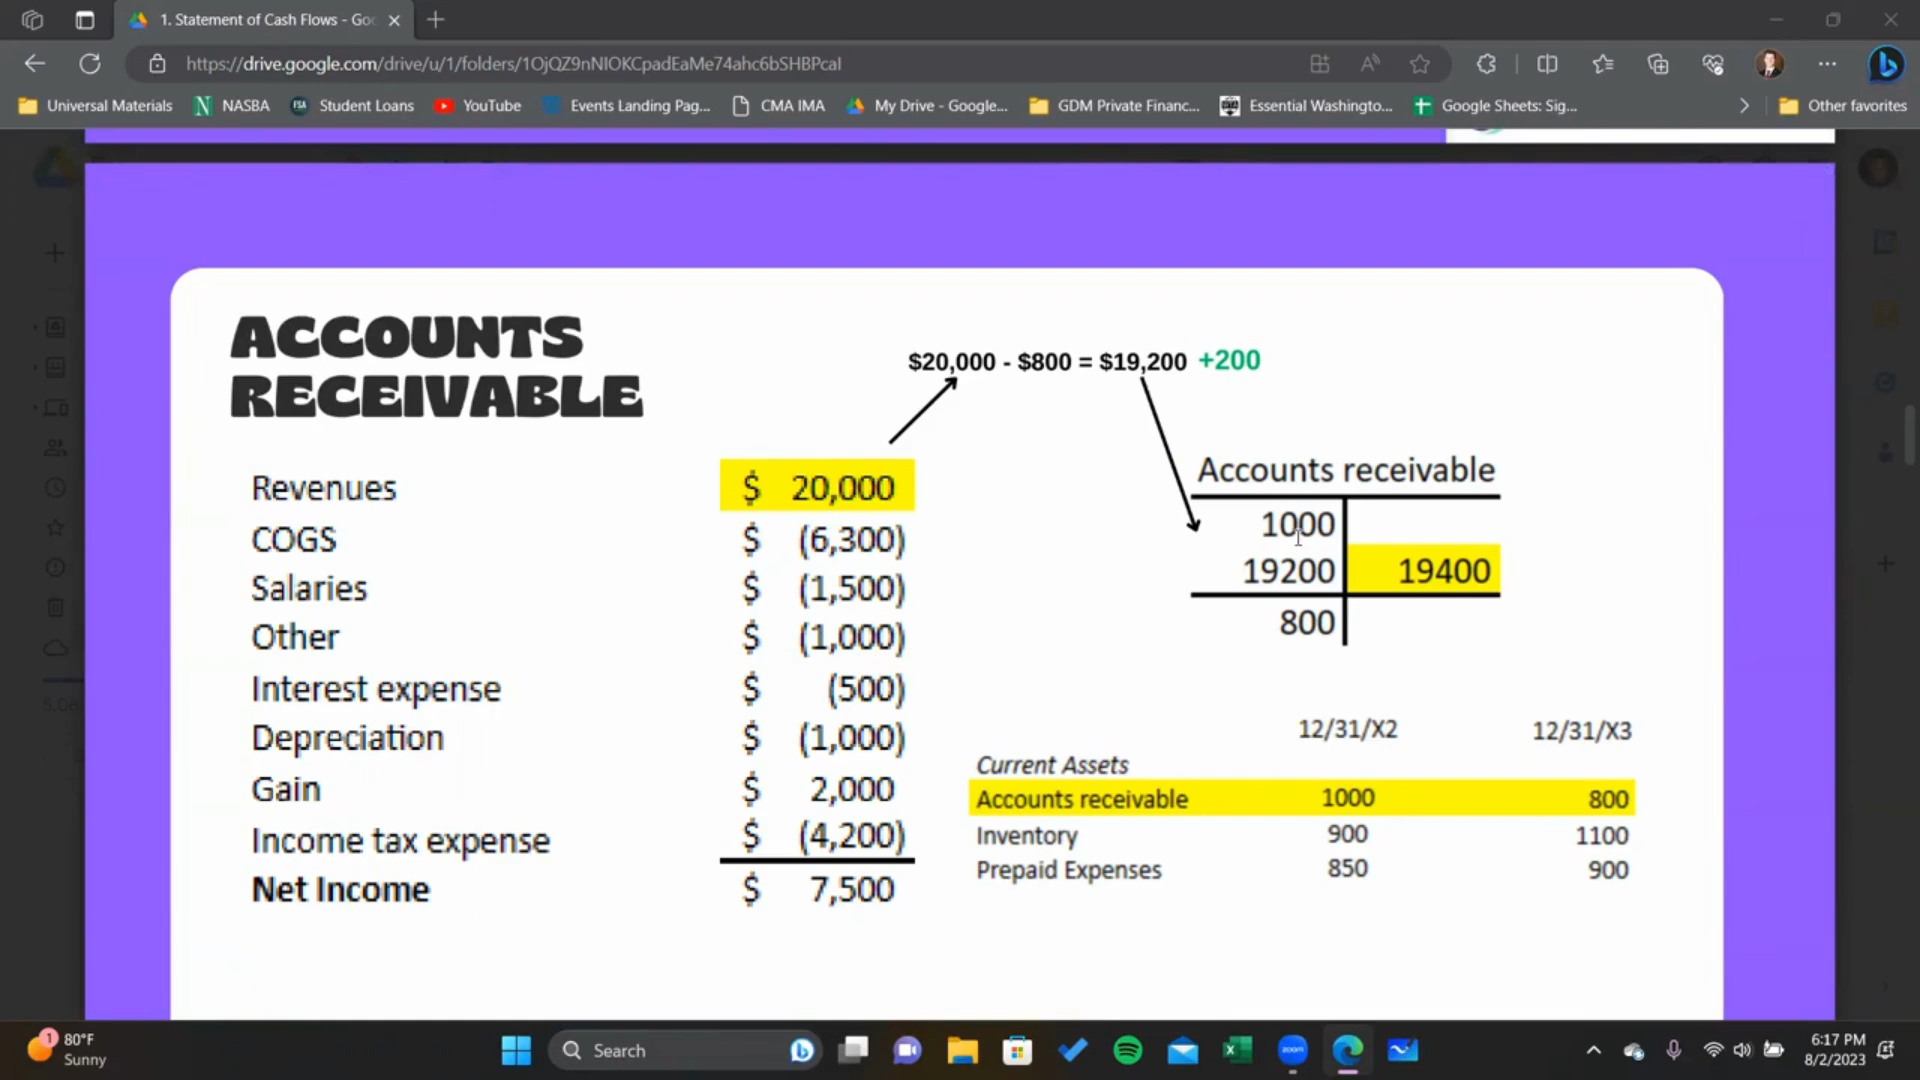 1. Statement of Cash Flows - Goo
https://drive.google.com/drive/u/1/folders/1OjQZ9nNIOKCpadEaMe74ahc6bSHBPcaI
Universal Materials NASBA Student Loans YouTube Events Landing Pag... CMA IMA My Drive - Google... GDM Private Financ... Essential Washingto... Google Sheets: Sig... Other favorites
ACCOUNTS
RECEIVABLE
$20,000 - $800 = $19,200 +200
Accounts receivable
1000
19200 19400
800
Revenues $ 20,000
COGS $ (6,300)
Salaries $ (1,500)
Other $ (1,000)
Interest expense $ (500)
Depreciation $ (1,000)
Gain $ 2,000
Income tax expense $ (4,200)
Net Income $ 7,500
12/31/X2 12/31/X3
Current Assets
Accounts receivable 1000 800
Inventory 900 1100
Prepaid Expenses 850 900
1
80°F
Sunny
Search
zoom
6:17 PM
8/2/2023